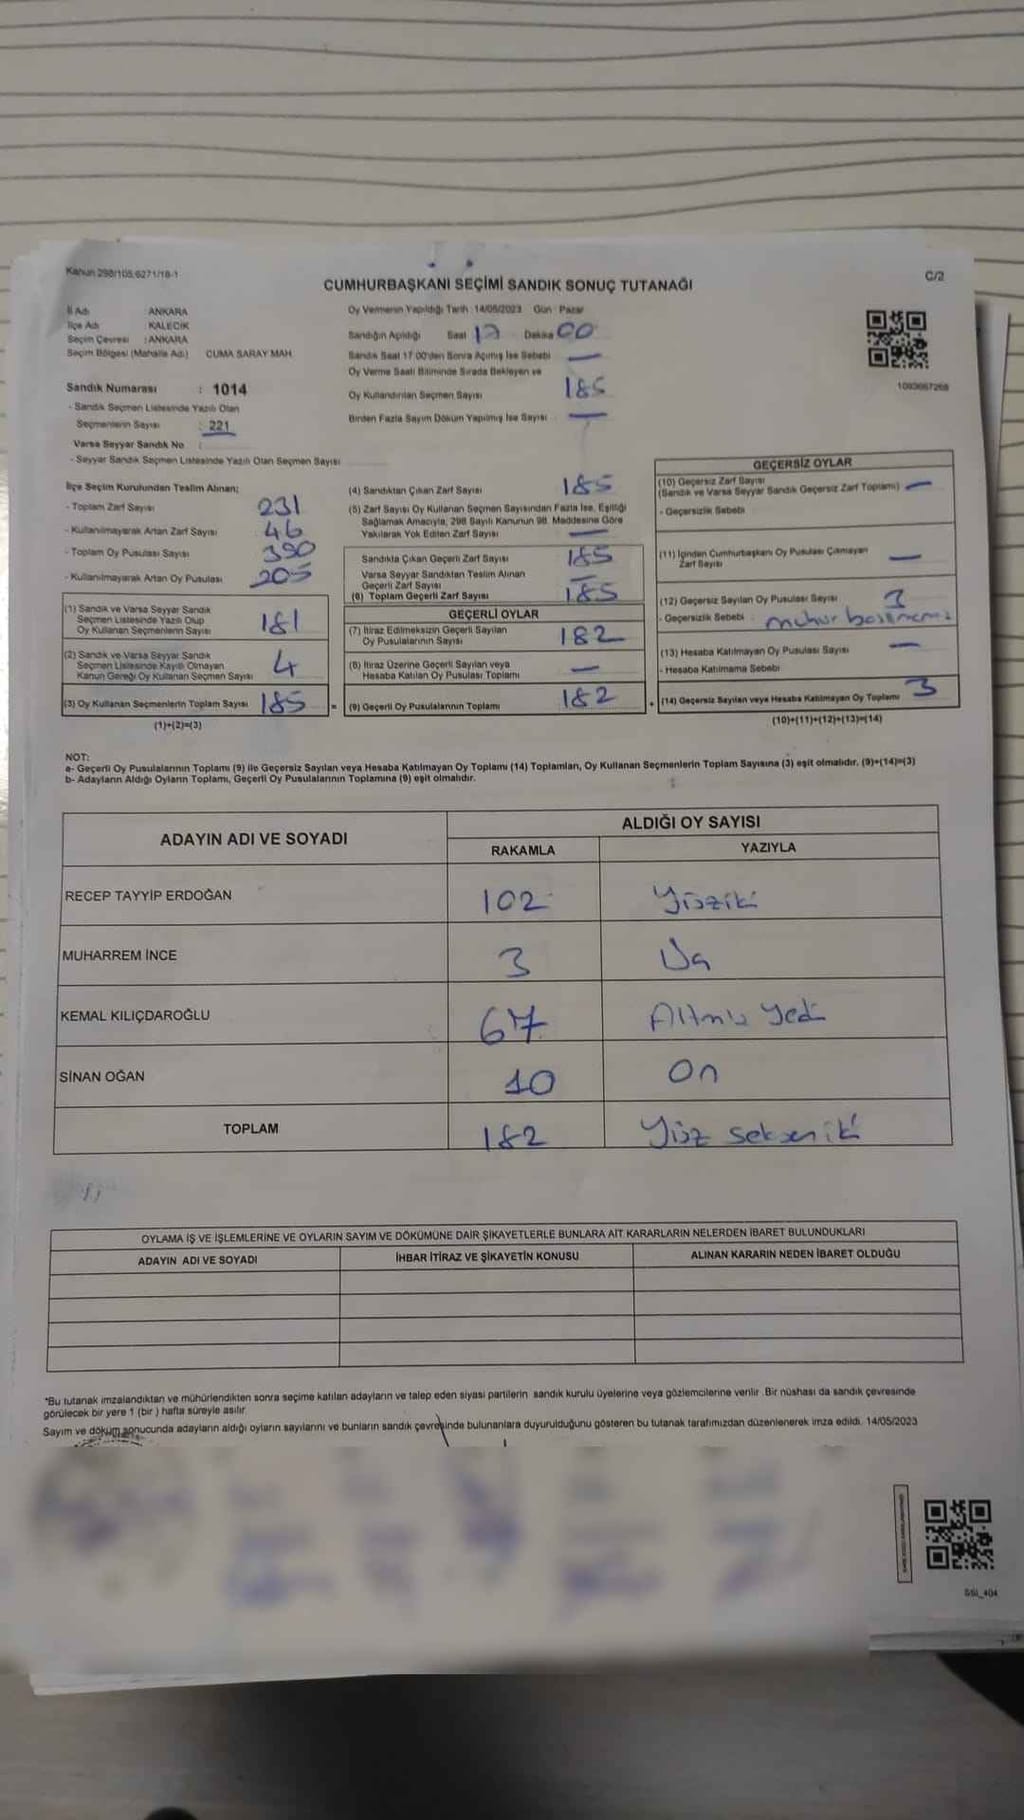 Kanun 298/105,6271/18-1
C/2
CUMHURBAŞKANI SEÇİMİ SANDIK SONUÇ TUTANAĞI
İl Adı : ANKARA
İlçe Adı : KALECİK
Seçim Çevresi : ANKARA
Seçim Bölgesi (Mahalle Adı) CUMA SARAY MAH.
Sandık Numarası : 1014
- Sandık Seçmen Listesinde Yazılı Olan
Seçmenlerin Sayısı : 221
Varsa Seyyar Sandık No :
- Seyyar Sandık Seçmen Listesinde Yazılı Olan Seçmen Sayısı
Oy Vermenin Yapıldığı Tarih : 14/05/2023 Gün : Pazar
Sandığın Açıldığı Saat 17 Dakika 00
Sandık Saat 17:00'den Sonra Açılmış İse Sebebi —
Oy Verme Saati Bitiminde Sırada Bekleyen ve
Oy Kullandırılan Seçmen Sayısı 185
Birden Fazla Sayım Döküm Yapılmış İse Sayısı —
1093667268
İlçe Seçim Kurulundan Teslim Alınan;
- Toplam Zarf Sayısı 231
- Kullanılmayarak Artan Zarf Sayısı 46
- Toplam Oy Pusulası Sayısı 390
- Kullanılmayarak Artan Oy Pusulası 205
(1) Sandık ve Varsa Seyyar Sandık
Seçmen Listesinde Yazılı Olup
Oy Kullanan Seçmenlerin Sayısı 181
(2) Sandık ve Varsa Seyyar Sandık
Seçmen Listesinde Kayıtlı Olmayan
Kanun Gereği Oy Kullanan Seçmen Sayısı 4
(3) Oy Kullanan Seçmenlerin Toplam Sayısı 185 =
(1)+(2)=(3)
(4) Sandıktan Çıkan Zarf Sayısı 185
(5) Zarf Sayısı Oy Kullanan Seçmen Sayısından Fazla İse, Eşitliği
Sağlamak Amacıyla, 298 Sayılı Kanunun 98. Maddesine Göre
Yakılarak Yok Edilen Zarf Sayısı —
Sandıkta Çıkan Geçerli Zarf Sayısı 185
Varsa Seyyar Sandıktan Teslim Alınan
Geçerli Zarf Sayısı —
(6) Toplam Geçerli Zarf Sayısı 185
GEÇERLİ OYLAR
(7) İtiraz Edilmeksizin Geçerli Sayılan
Oy Pusulalarının Sayısı 182
(8) İtiraz Üzerine Geçerli Sayılan veya
Hesaba Katılan Oy Pusulası Toplamı —
(9) Geçerli Oy Pusulalarının Toplamı 182 +
GEÇERSİZ OYLAR
(10) Geçersiz Zarf Sayısı
(Sandık ve Varsa Seyyar Sandık Geçersiz Zarf Toplamı) —
- Geçersizlik Sebebi
(11) İçinden Cumhurbaşkanı Oy Pusulası Çıkmayan
Zarf Sayısı —
(12) Geçersiz Sayılan Oy Pusulası Sayısı 3
- Geçersizlik Sebebi : mühür basılmamış
(13) Hesaba Katılmayan Oy Pusulası Sayısı —
- Hesaba Katılmama Sebebi
(14) Geçersiz Sayılan veya Hesaba Katılmayan Oy Toplamı 3
(10)+(11)+(12)+(13)=(14)
NOT:
a- Geçerli Oy Pusulalarının Toplamı (9) ile Geçersiz Sayılan veya Hesaba Katılmayan Oy Toplamı (14) Toplamları, Oy Kullanan Seçmenlerin Toplam Sayısına (3) eşit olmalıdır. (9)+(14)=(3)
b- Adayların Aldığı Oyların Toplamı, Geçerli Oy Pusulalarının Toplamına (9) eşit olmalıdır.
ADAYIN ADI VE SOYADI
ALDIĞI OY SAYISI
RAKAMLA YAZIYLA
RECEP TAYYİP ERDOĞAN 102 Yüziki
MUHARREM İNCE 3 Üç
KEMAL KILIÇDAROĞLU 67 Altmış Yedi
SİNAN OĞAN 10 On
TOPLAM 182 Yüz seksen iki
OYLAMA İŞ VE İŞLEMLERİNE VE OYLARIN SAYIM VE DÖKÜMÜNE DAİR ŞİKAYETLERLE BUNLARA AİT KARARLARIN NELERDEN İBARET BULUNDUKLARI
ADAYIN ADI VE SOYADI İHBAR İTİRAZ VE ŞİKAYETİN KONUSU ALINAN KARARIN NEDEN İBARET OLDUĞU
*Bu tutanak imzalandıktan ve mühürlendikten sonra seçime katılan adayların ve talep eden siyasi partilerin sandık kurulu üyelerine veya gözlemcilerine verilir. Bir nüshası da sandık çevresinde
görülecek bir yere 1 (bir) hafta süreyle asılır.
Sayım ve döküm sonucunda adayların aldığı oyların sayılarını ve bunların sandık çevresinde bulunanlara duyurulduğunu gösteren bu tutanak tarafımızdan düzenlenerek imza edildi. 14/05/2023
SSI_404